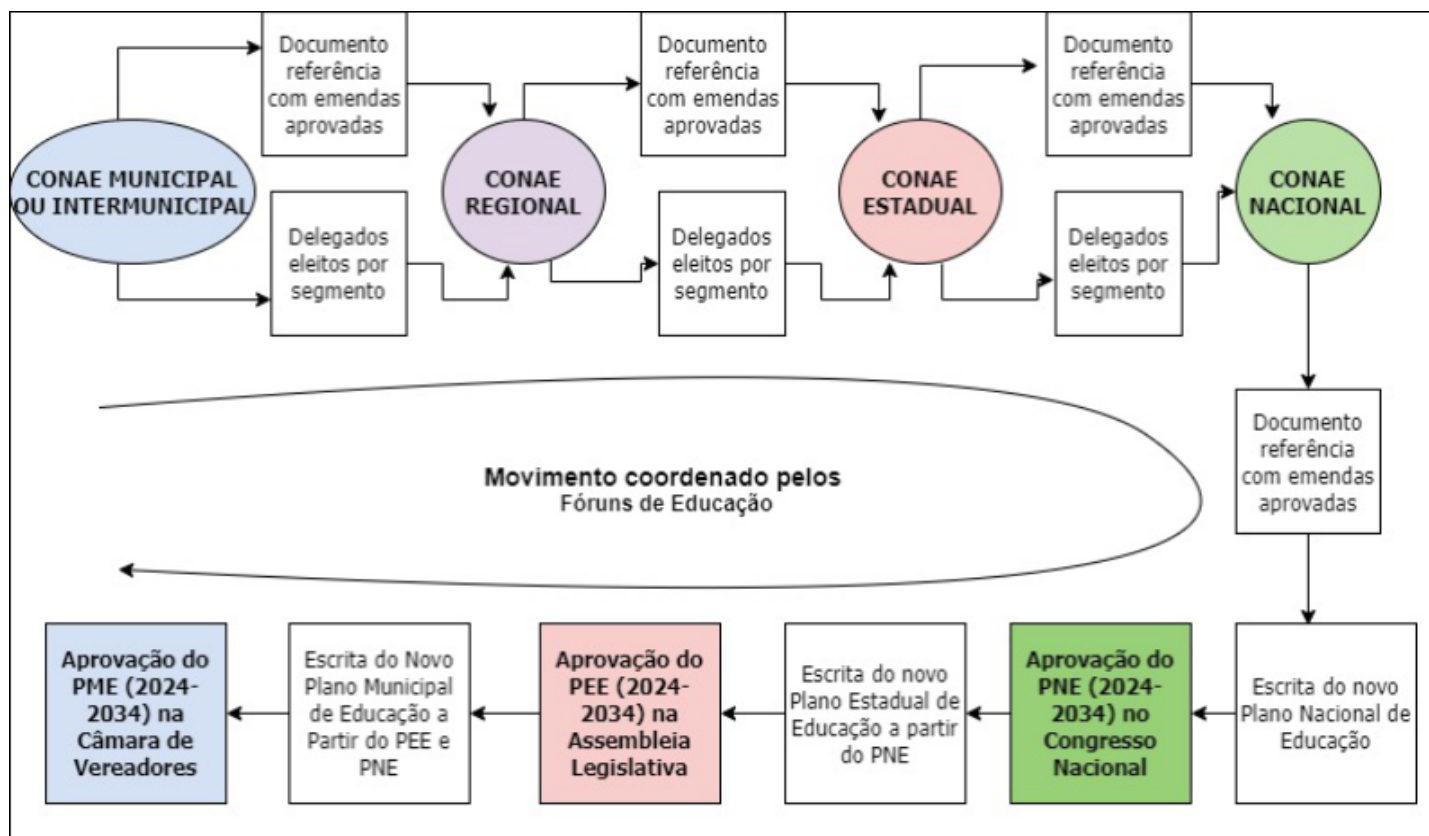 Documento
referência
com emendas
aprovadas
Documento
referência
com emendas
aprovadas
Documento
referência
com emendas
aprovadas
CONAE MUNICIPAL
OU INTERMUNICIPAL
CONAE
REGIONAL
CONAE
ESTADUAL
CONAE
NACIONAL
Delegados
eleitos por
segmento
Delegados
eleitos por
segmento
Delegados
eleitos por
segmento
Documento
referência
com emendas
aprovadas
Movimento coordenado pelos
Fóruns de Educação
Aprovação do
PME (2024-
2034) na
Câmara de
Vereadores
Escrita do Novo
Plano Municipal
de Educação a
Partir do PEE e
PNE
Aprovação do
PEE (2024-
2034) na
Assembleia
Legislativa
Escrita do novo
Plano Estadual de
Educação a partir
do PNE
Aprovação do
PNE (2024-
2034) no
Congresso
Nacional
Escrita do novo
Plano Nacional de
Educação